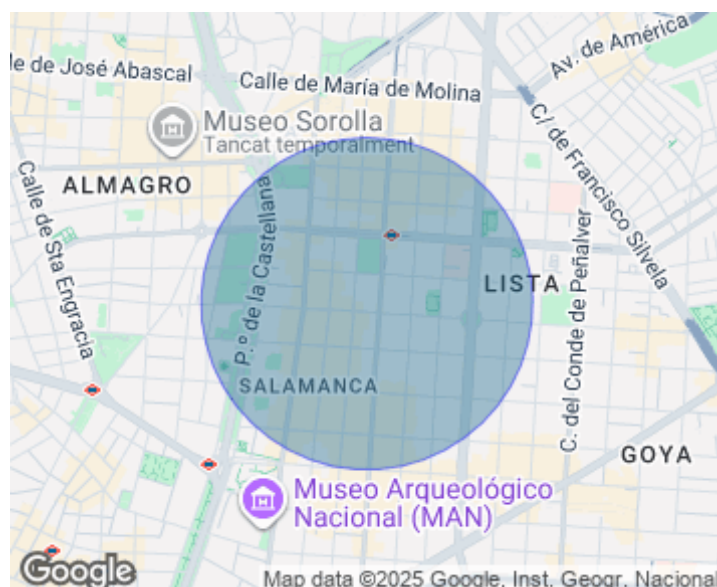 Av. de América
le de José Abascal
Calle de María de Molina
Museo Sorolla
Tancat temporalment
C/ de Francisco Silvela
ALMAGRO
Calle de Sta Engracia
P.º de la Castellana
LISTA
C. del Conde de Peñalver
SALAMANCA
GOYA
Museo Arqueológico
Nacional (MAN)
Google
Map data ©2025 Google, Inst. Geogr. Nacional